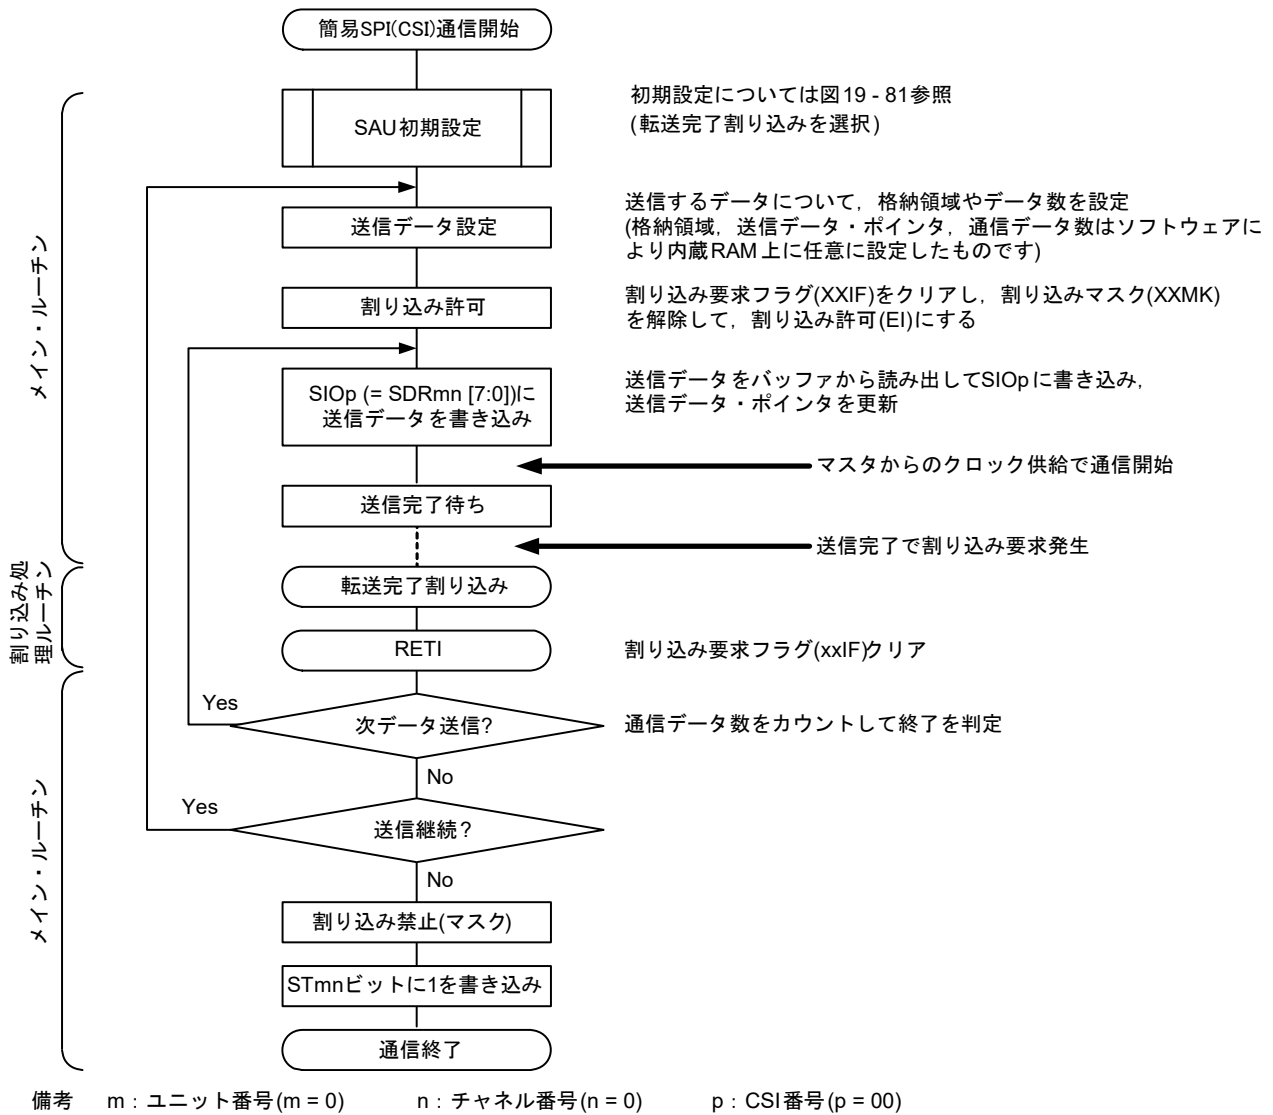 簡易SPI(CSI)通信開始
メイン・ルーチン
SAU初期設定
初期設定については図19 - 81参照
(転送完了割り込みを選択)
送信データ設定
送信するデータについて，格納領域やデータ数を設定
(格納領域，送信データ・ポインタ，通信データ数はソフトウェアに
より内蔵RAM上に任意に設定したものです)
割り込み許可
割り込み要求フラグ(XXIF)をクリアし，割り込みマスク(XXMK)
を解除して，割り込み許可(EI)にする
SIOp (= SDRmn [7:0])に
送信データを書き込み
送信データをバッファから読み出してSIOpに書き込み，
送信データ・ポインタを更新
マスタからのクロック供給で通信開始
送信完了待ち
送信完了で割り込み要求発生
割り込み処
理ルーチン
転送完了割り込み
RETI
割り込み要求フラグ(xxIF)クリア
メイン・ルーチン
Yes
次データ送信?
通信データ数をカウントして終了を判定
No
Yes
送信継続？
No
割り込み禁止(マスク)
STmnビットに1を書き込み
通信終了
備考 m：ユニット番号(m = 0) n：チャネル番号(n = 0) p：CSI番号(p = 00)